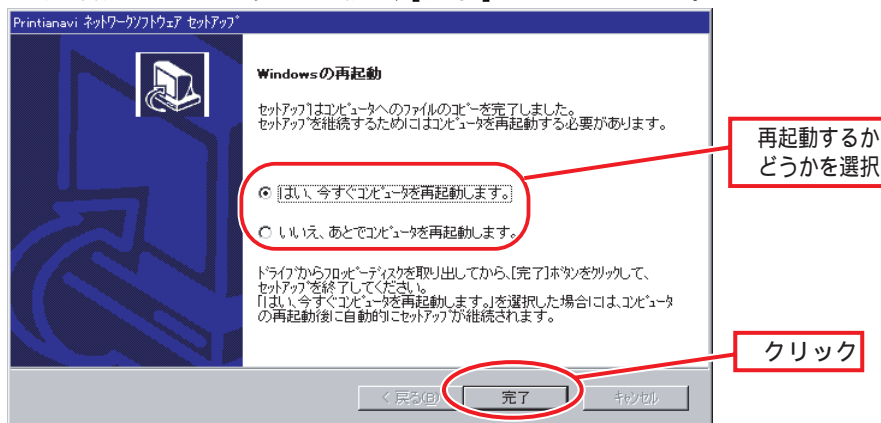 Printianavi ネットワークソフトウェア セットアップ
Windowsの再起動
セットアップはコンピュータへのファイルのコピーを完了しました。
セットアップを継続するためにはコンピュータを再起動する必要があります。
再起動するか
どうかを選択
はい、今すぐコンピュータを再起動します。
いいえ、あとでコンピュータを再起動します。
ドライブからフロッピーディスクを取り出してから、[完了]ボタンをクリックして、
セットアップを終了してください。
「はい、今すぐコンピュータを再起動します。」を選択した場合には、コンピュータ
の再起動後に自動的にセットアップが継続されます。
クリック
< 戻る(B)
完了
キャンセル